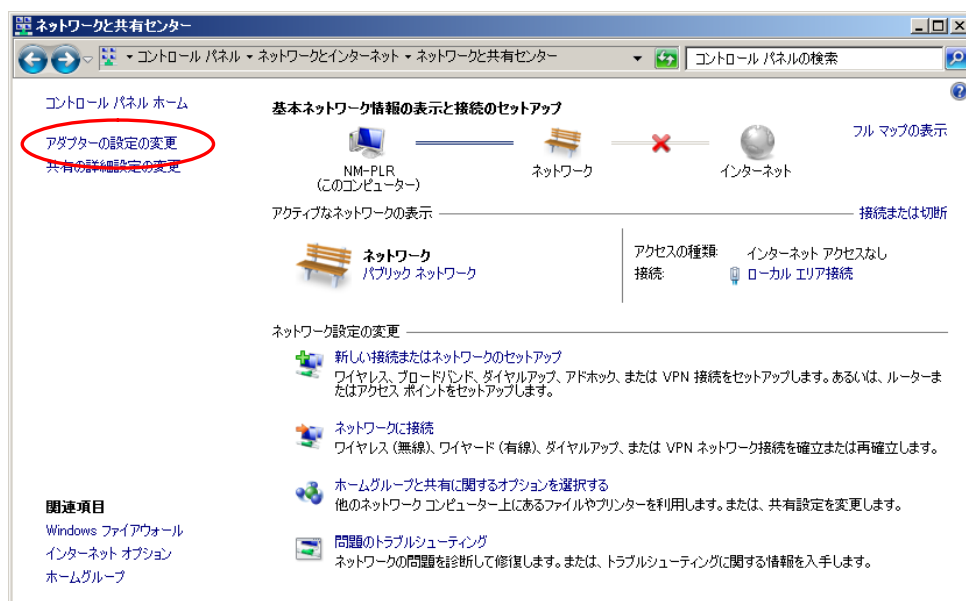 ネットワークと共有センター
コントロール パネル ネットワークとインターネット ネットワークと共有センター
コントロール パネルの検索
コントロール パネル ホーム
アダプターの設定の変更
共有の詳細設定の変更
基本ネットワーク情報の表示と接続のセットアップ
フル マップの表示
NM-PLR
(このコンピューター)
ネットワーク
インターネット
アクティブなネットワークの表示
接続または切断
ネットワーク
パブリック ネットワーク
アクセスの種類: インターネット アクセスなし
接続: ローカル エリア接続
ネットワーク設定の変更
新しい接続またはネットワークのセットアップ
ワイヤレス、ブロードバンド、ダイヤルアップ、アドホック、または VPN 接続をセットアップします。あるいは、ルーターま
たはアクセス ポイントをセットアップします。
ネットワークに接続
ワイヤレス (無線)、ワイヤード (有線)、ダイヤルアップ、または VPN ネットワーク接続を確立または再確立します。
ホームグループと共有に関するオプションを選択する
他のネットワーク コンピューター上にあるファイルやプリンターを利用します。または、共有設定を変更します。
問題のトラブルシューティング
ネットワークの問題を診断して修復します。または、トラブルシューティングに関する情報を入手します。
関連項目
Windows ファイアウォール
インターネット オプション
ホームグループ